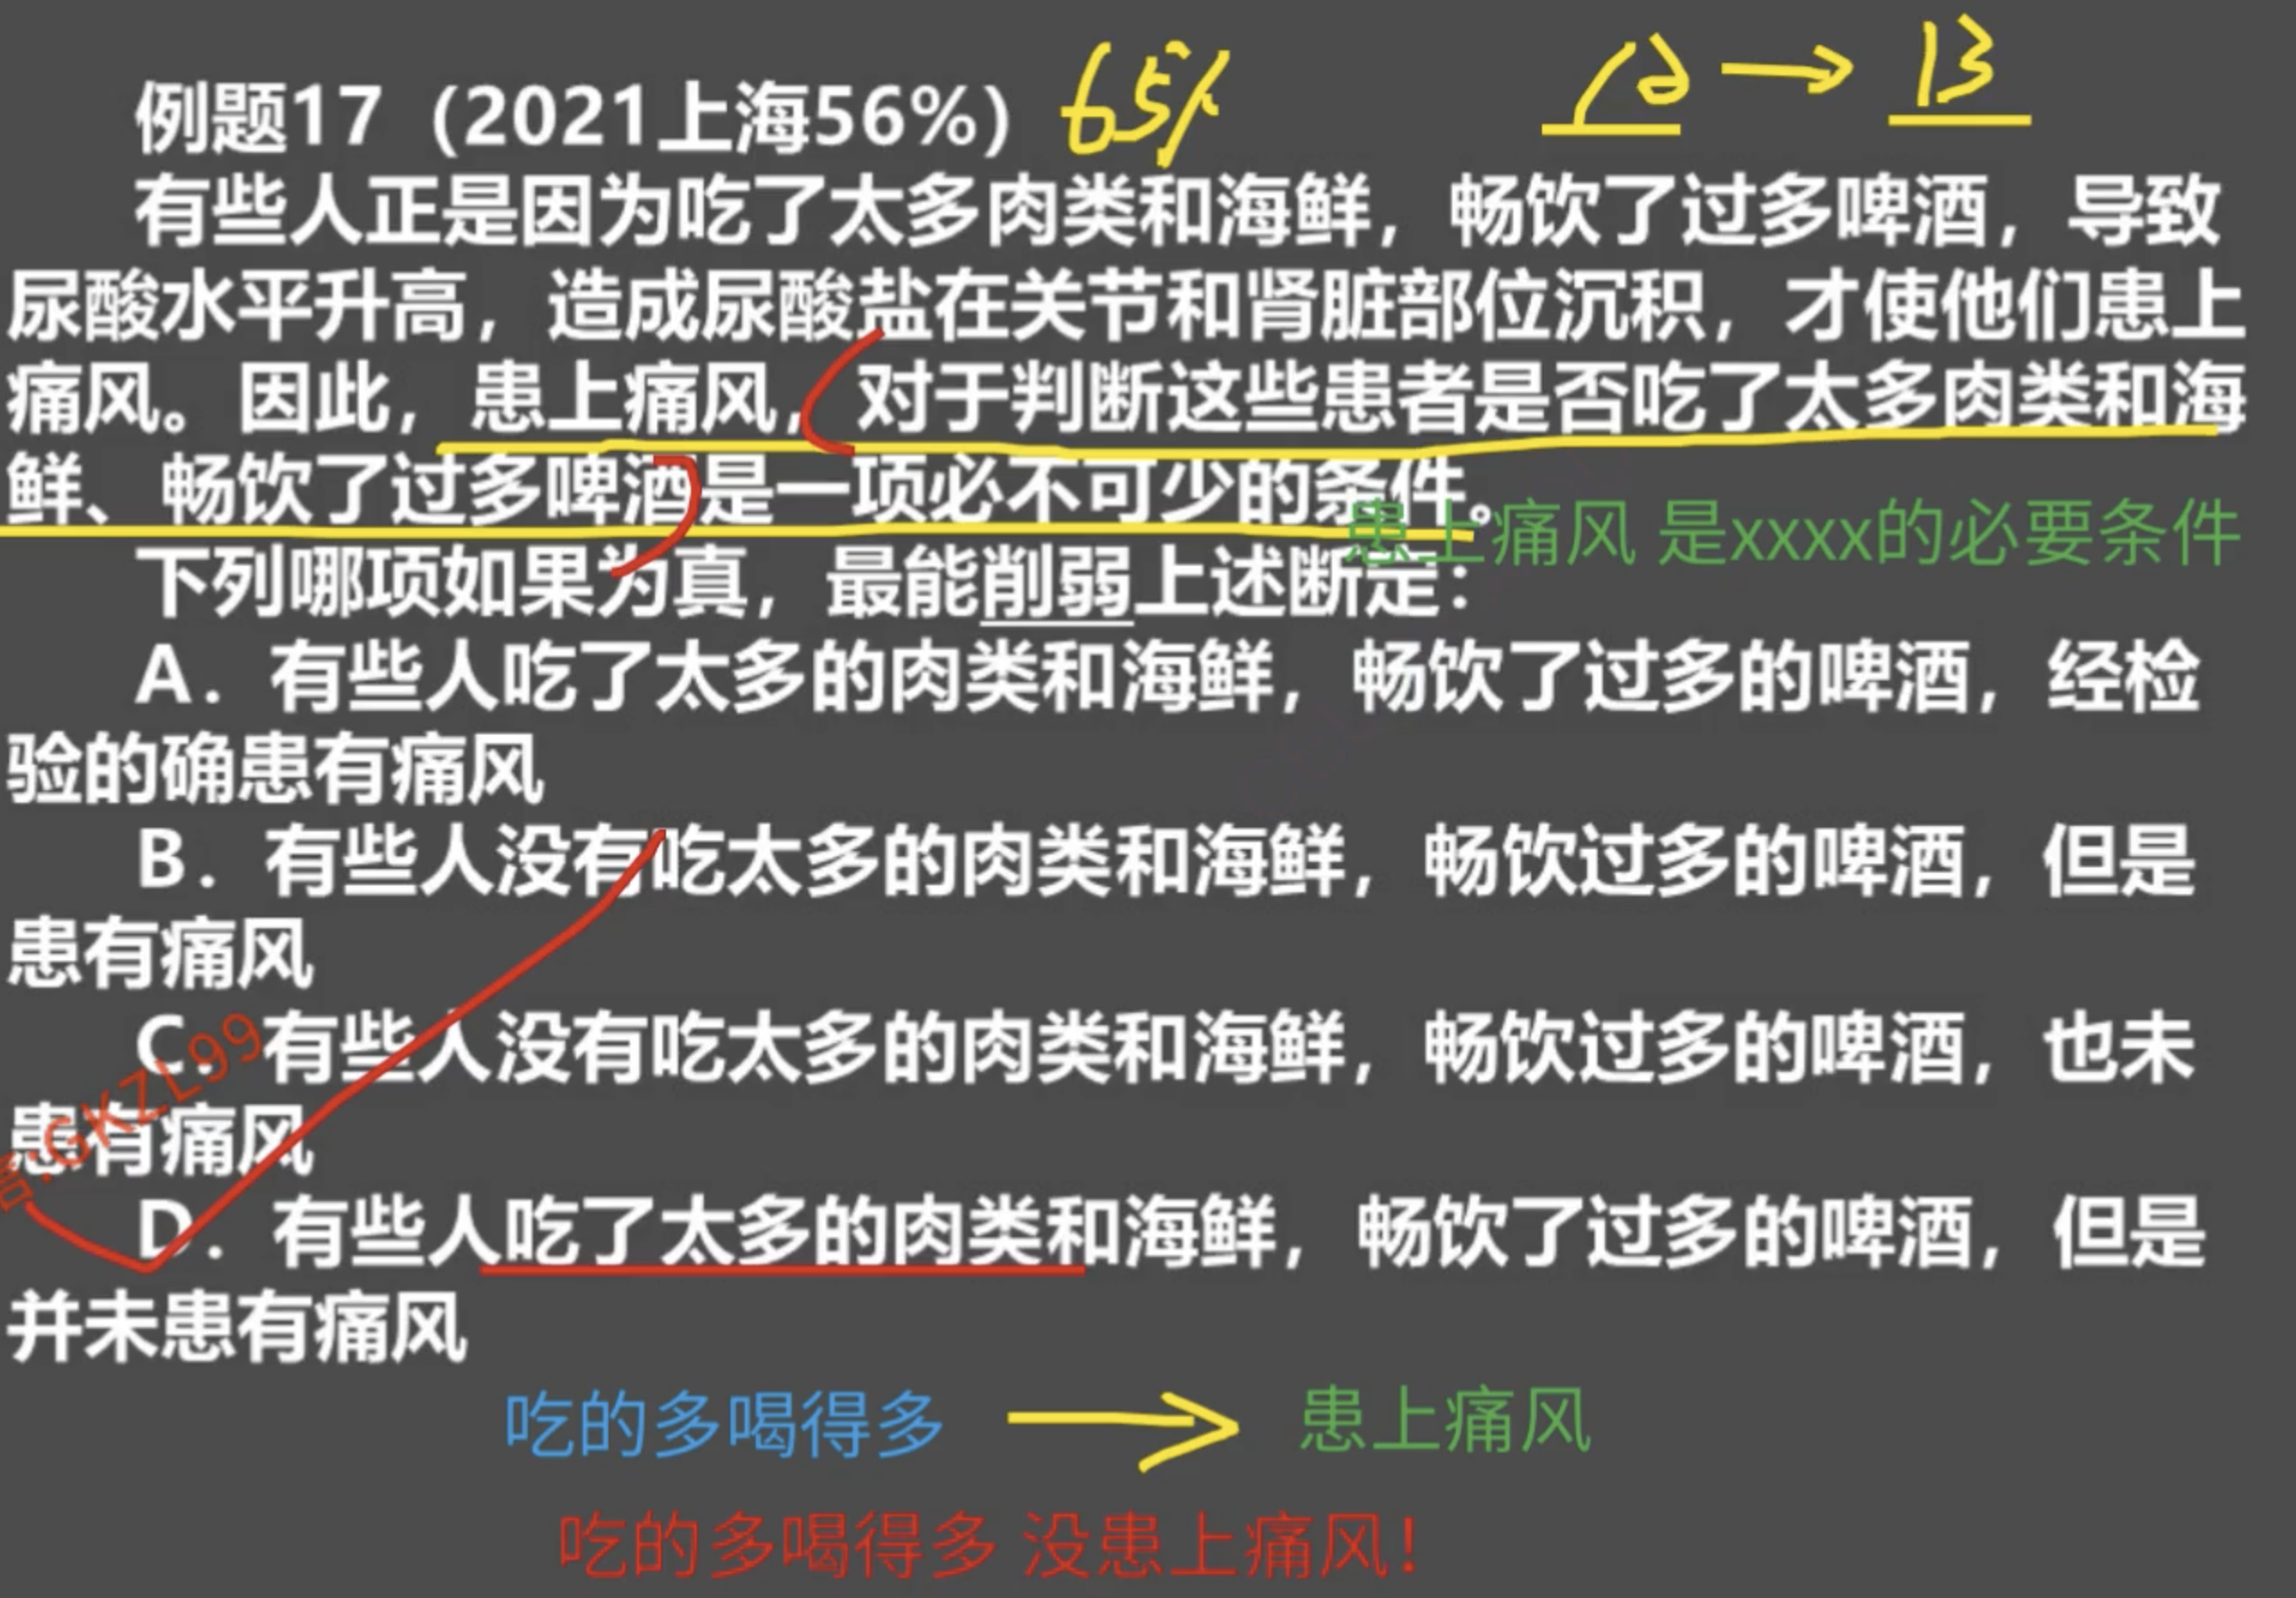 例题17（2021上海56%） 65% A → B
有些人正是因为吃了太多肉类和海鲜，畅饮了过多啤酒，导致
尿酸水平升高，造成尿酸盐在关节和肾脏部位沉积，才使他们患上
痛风。因此，患上痛风，对于判断这些患者是否吃了太多肉类和海
鲜、畅饮了过多啤酒是一项必不可少的条件。
患上痛风 是xxxx的必要条件
下列哪项如果为真，最能削弱上述断定：
A．有些人吃了太多的肉类和海鲜，畅饮了过多的啤酒，经检
验的确患有痛风
B．有些人没有吃太多的肉类和海鲜，畅饮过多的啤酒，但是
患有痛风
C．有些人没有吃太多的肉类和海鲜，畅饮过多的啤酒，也未
患有痛风
D．有些人吃了太多的肉类和海鲜，畅饮了过多的啤酒，但是
并未患有痛风
GKZL99
吃的多喝得多 → 患上痛风
吃的多喝得多 没患上痛风！